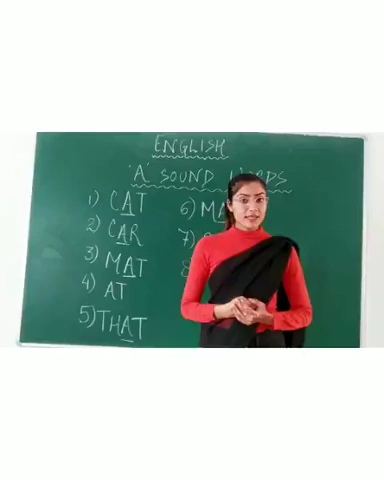 ENGLISH
'A' SOUND
1) CAT
2) CAR
3) MAT
4) AT
5) THAT
6)
7)